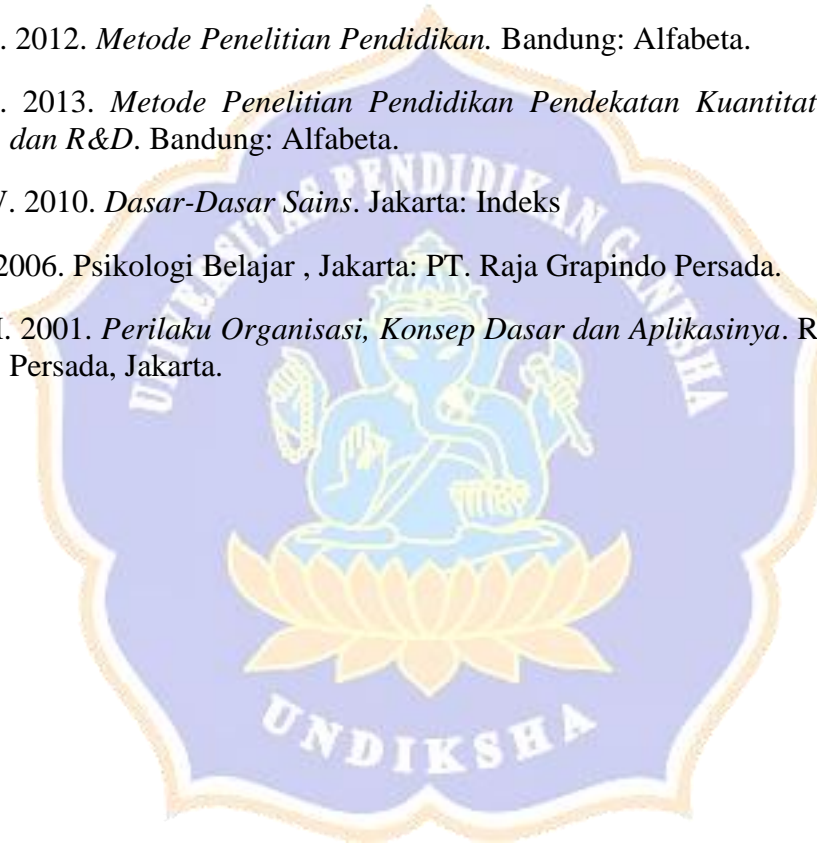 . 2012. Metode Penelitian Pendidikan. Bandung: Alfabeta.
. 2013. Metode Penelitian Pendidikan Pendekatan Kuantitat
dan R&D. Bandung: Alfabeta.
. 2010. Dasar-Dasar Sains. Jakarta: Indeks
2006. Psikologi Belajar , Jakarta: PT. Raja Grapindo Persada.
. 2001. Perilaku Organisasi, Konsep Dasar dan Aplikasinya. R
Persada, Jakarta.
UNIVERSITAS PENDIDIKAN GANESHA
UNDIKSHA